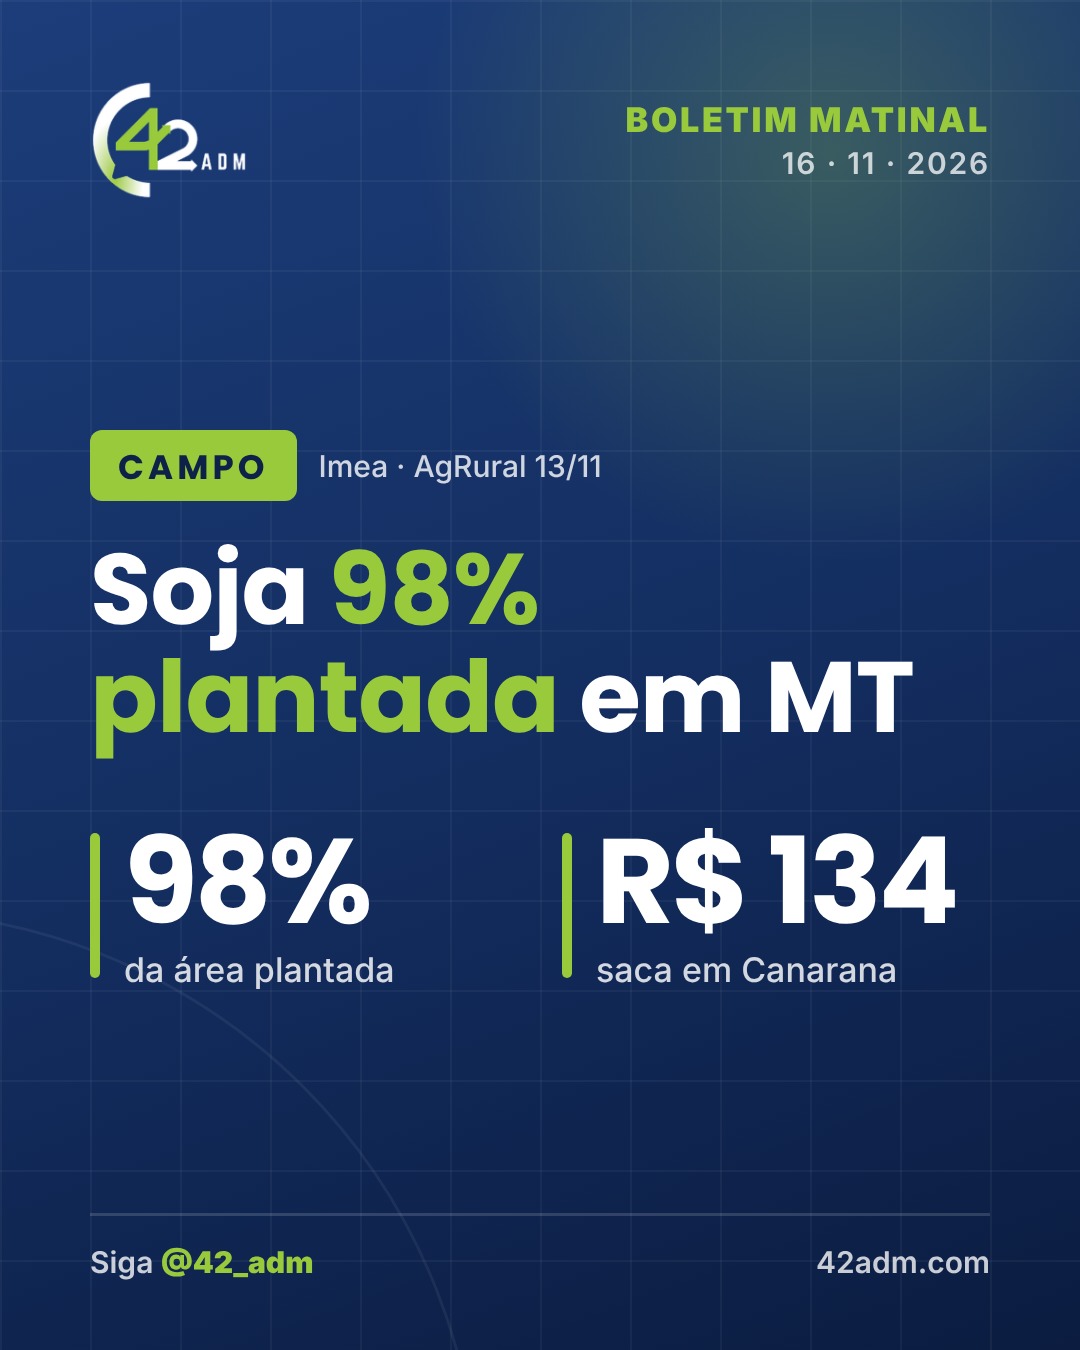 42 ADM
BOLETIM MATINAL
16 · 11 · 2026
CAMPO
Imea · AgRural 13/11
Soja 98%
plantada em MT
98%
da área plantada
R$ 134
saca em Canarana
Siga @42_adm
42adm.com